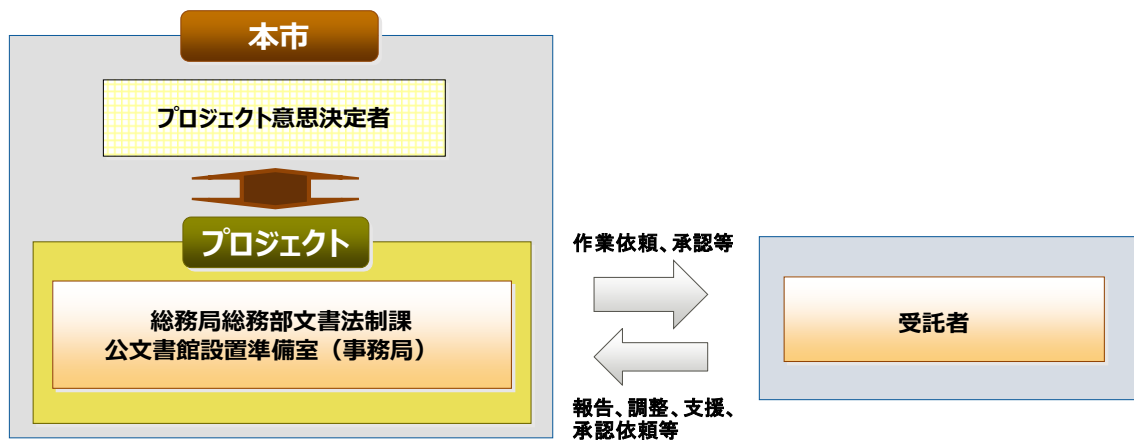 本市
プロジェクト意思決定者
プロジェクト
総務局総務部文書法制課
公文書館設置準備室（事務局）
作業依頼、承認等
報告、調整、支援、
承認依頼等
受託者